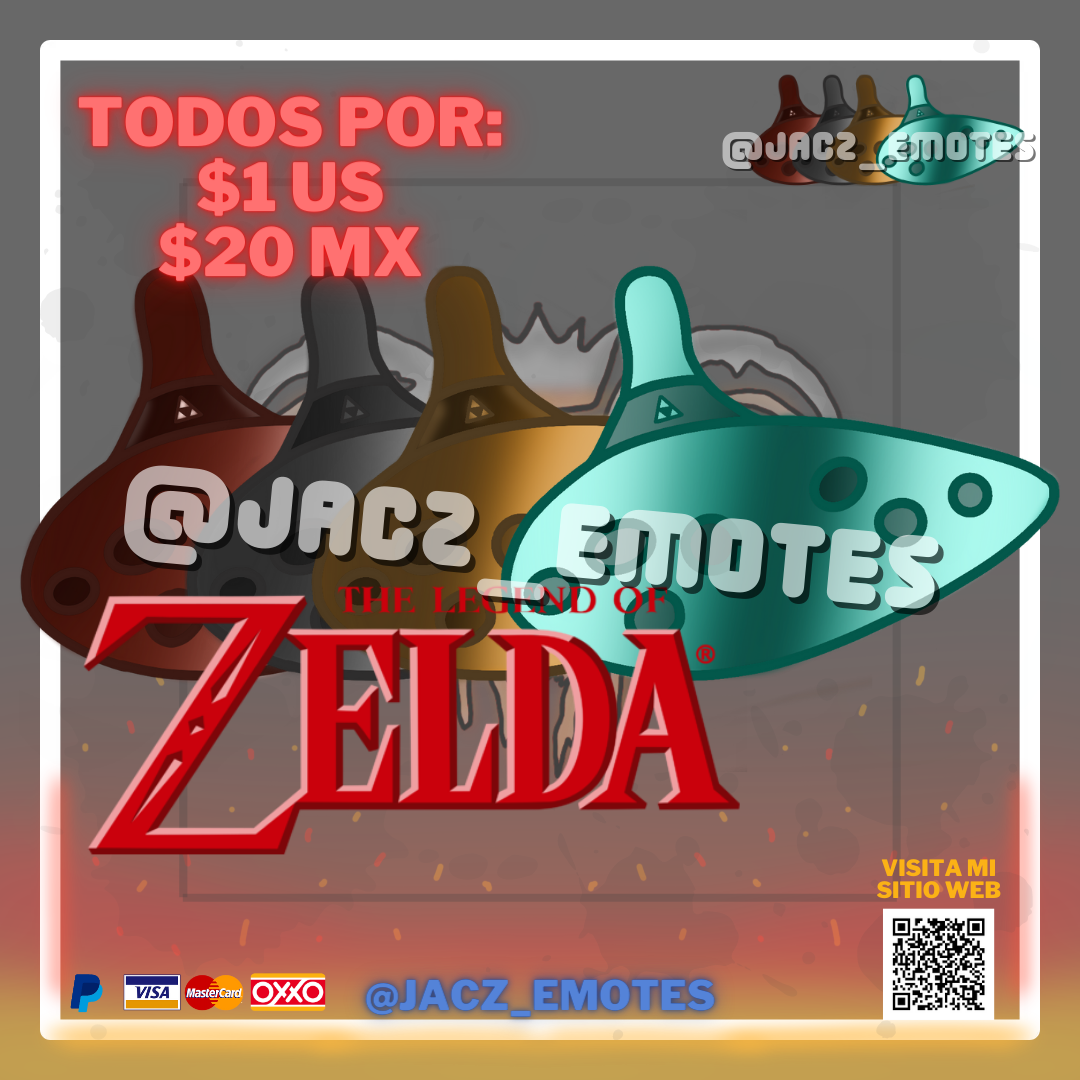 TODOS POR:
$1 US
$20 MX
@JACZ_EMOTES
@JACZ_EMOTES
THE LEGEND OF
ZELDA®
VISITA MI
SITIO WEB
VISA MasterCard OXXO
@JACZ_EMOTES